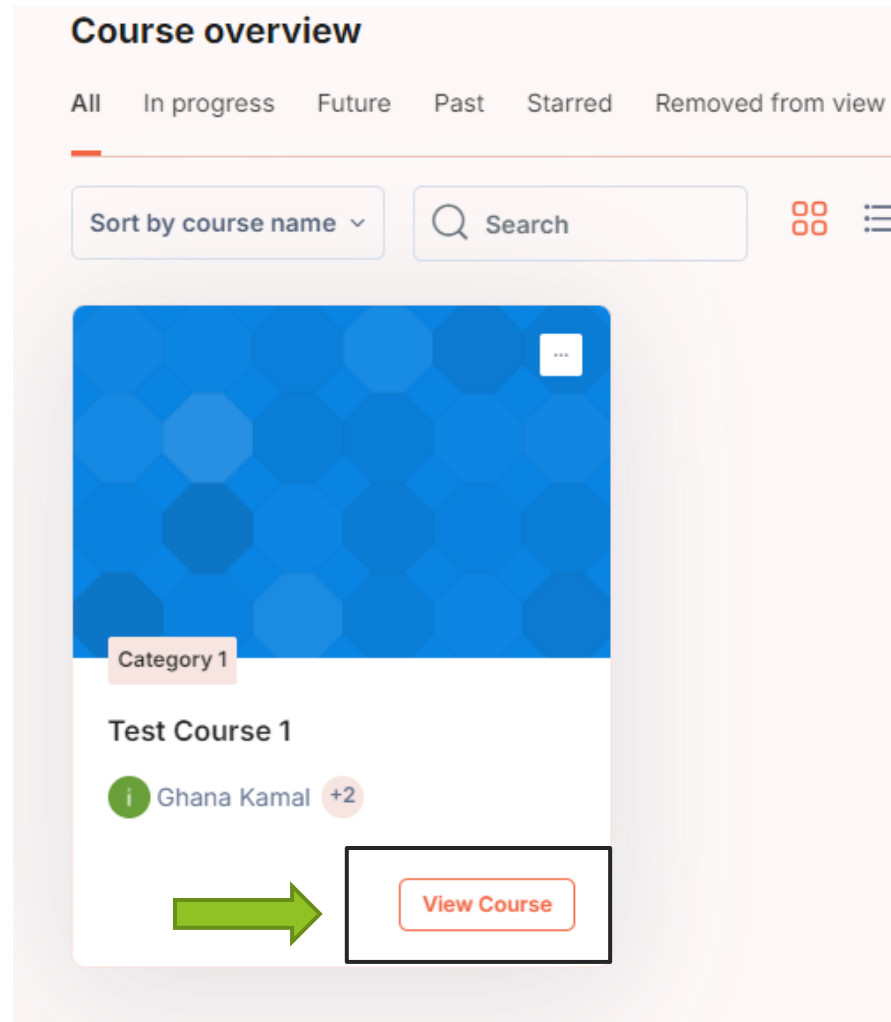 Course overview
All In progress Future Past Starred Removed from view
Sort by course name Search
Category 1
Test Course 1
i Ghana Kamal +2
View Course